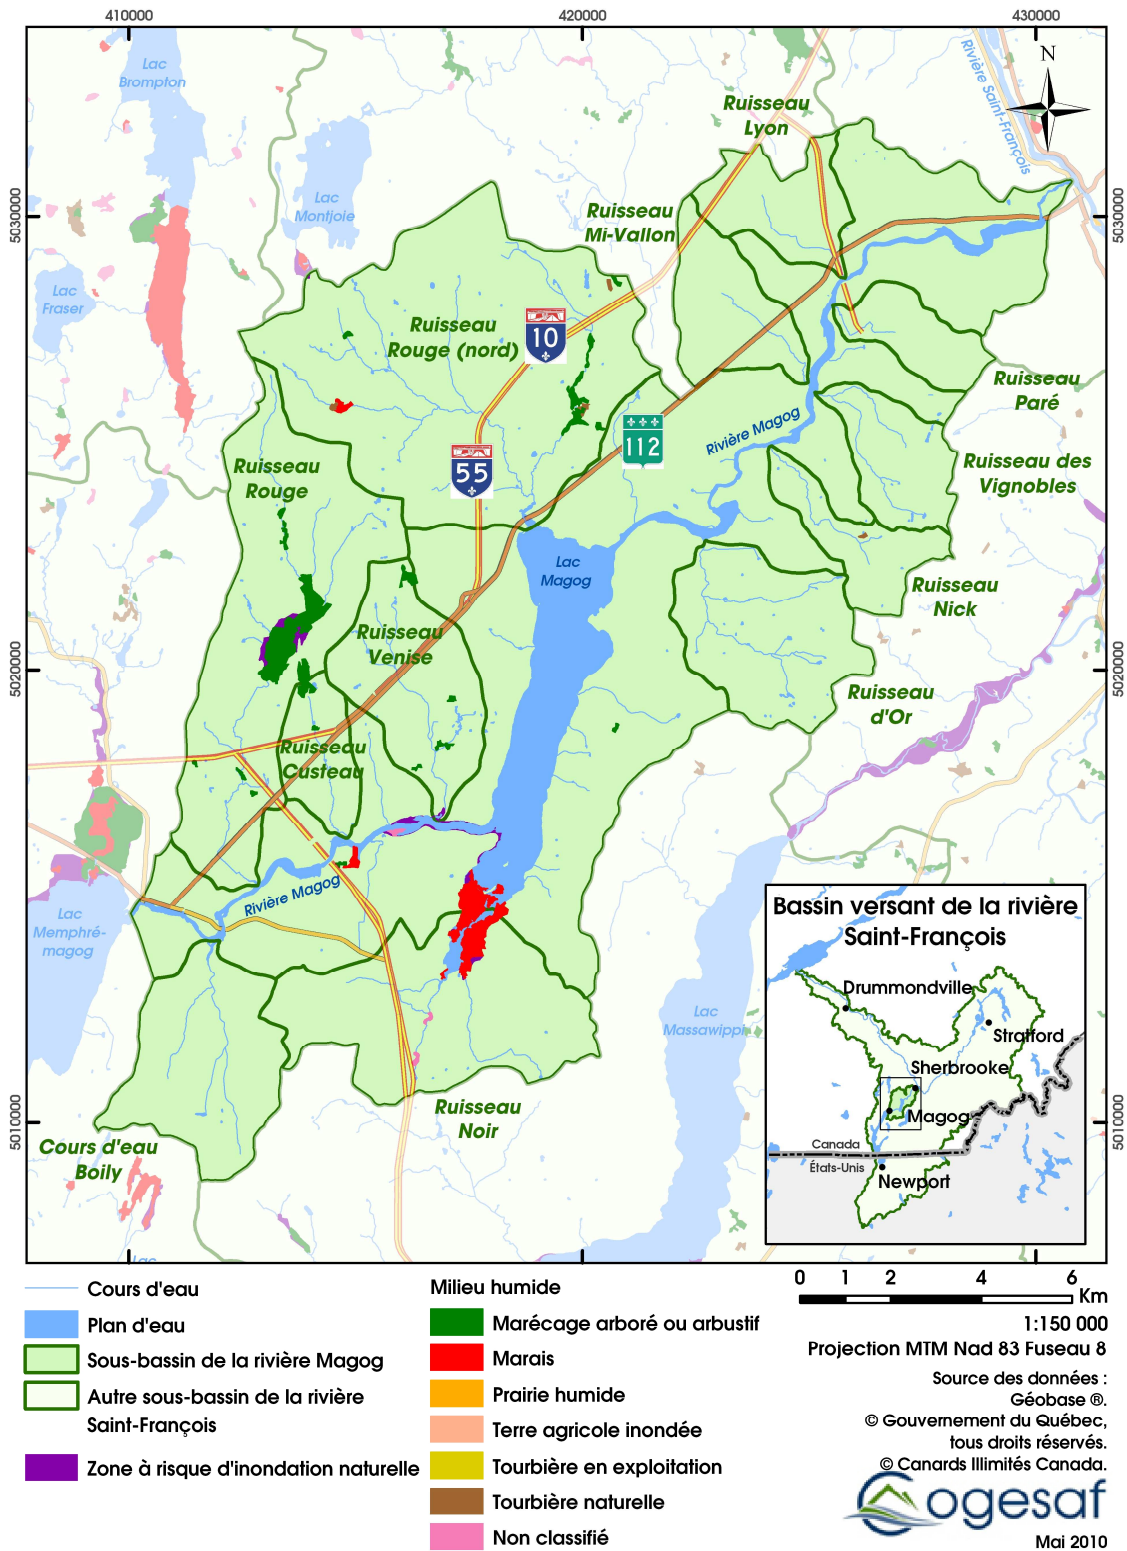 410000
420000
430000
5030000
5020000
5010000
5030000
5020000
5010000
N
Lac
Brompton
Lac
Montjoie
Lac
Fraser
Rivière Saint-François
Ruisseau
Lyon
Ruisseau
Mi-Vallon
Ruisseau
Rouge (nord)
10
55
112
Rivière Magog
Ruisseau
Paré
Ruisseau des
Vignobles
Ruisseau
Rouge
Lac
Magog
Ruisseau
Nick
Ruisseau
Venise
Ruisseau
d'Or
Ruisseau
Custeau
Rivière Magog
Lac
Memphré-
magog
Lac
Massawippi
Ruisseau
Noir
Cours d'eau
Boily
Lac
Bassin versant de la rivière
Saint-François
Drummondville
Stratford
Sherbrooke
Magog
Canada
États-Unis
Newport
Cours d'eau
Plan d'eau
Sous-bassin de la rivière Magog
Autre sous-bassin de la rivière
Saint-François
Zone à risque d'inondation naturelle
Milieu humide
Marécage arboré ou arbustif
Marais
Prairie humide
Terre agricole inondée
Tourbière en exploitation
Tourbière naturelle
Non classifié
0 1 2 4 6
Km
1:150 000
Projection MTM Nad 83 Fuseau 8
Source des données :
Géobase ®.
© Gouvernement du Québec,
tous droits réservés.
© Canards Illimités Canada.
Cogesaf
Mai 2010